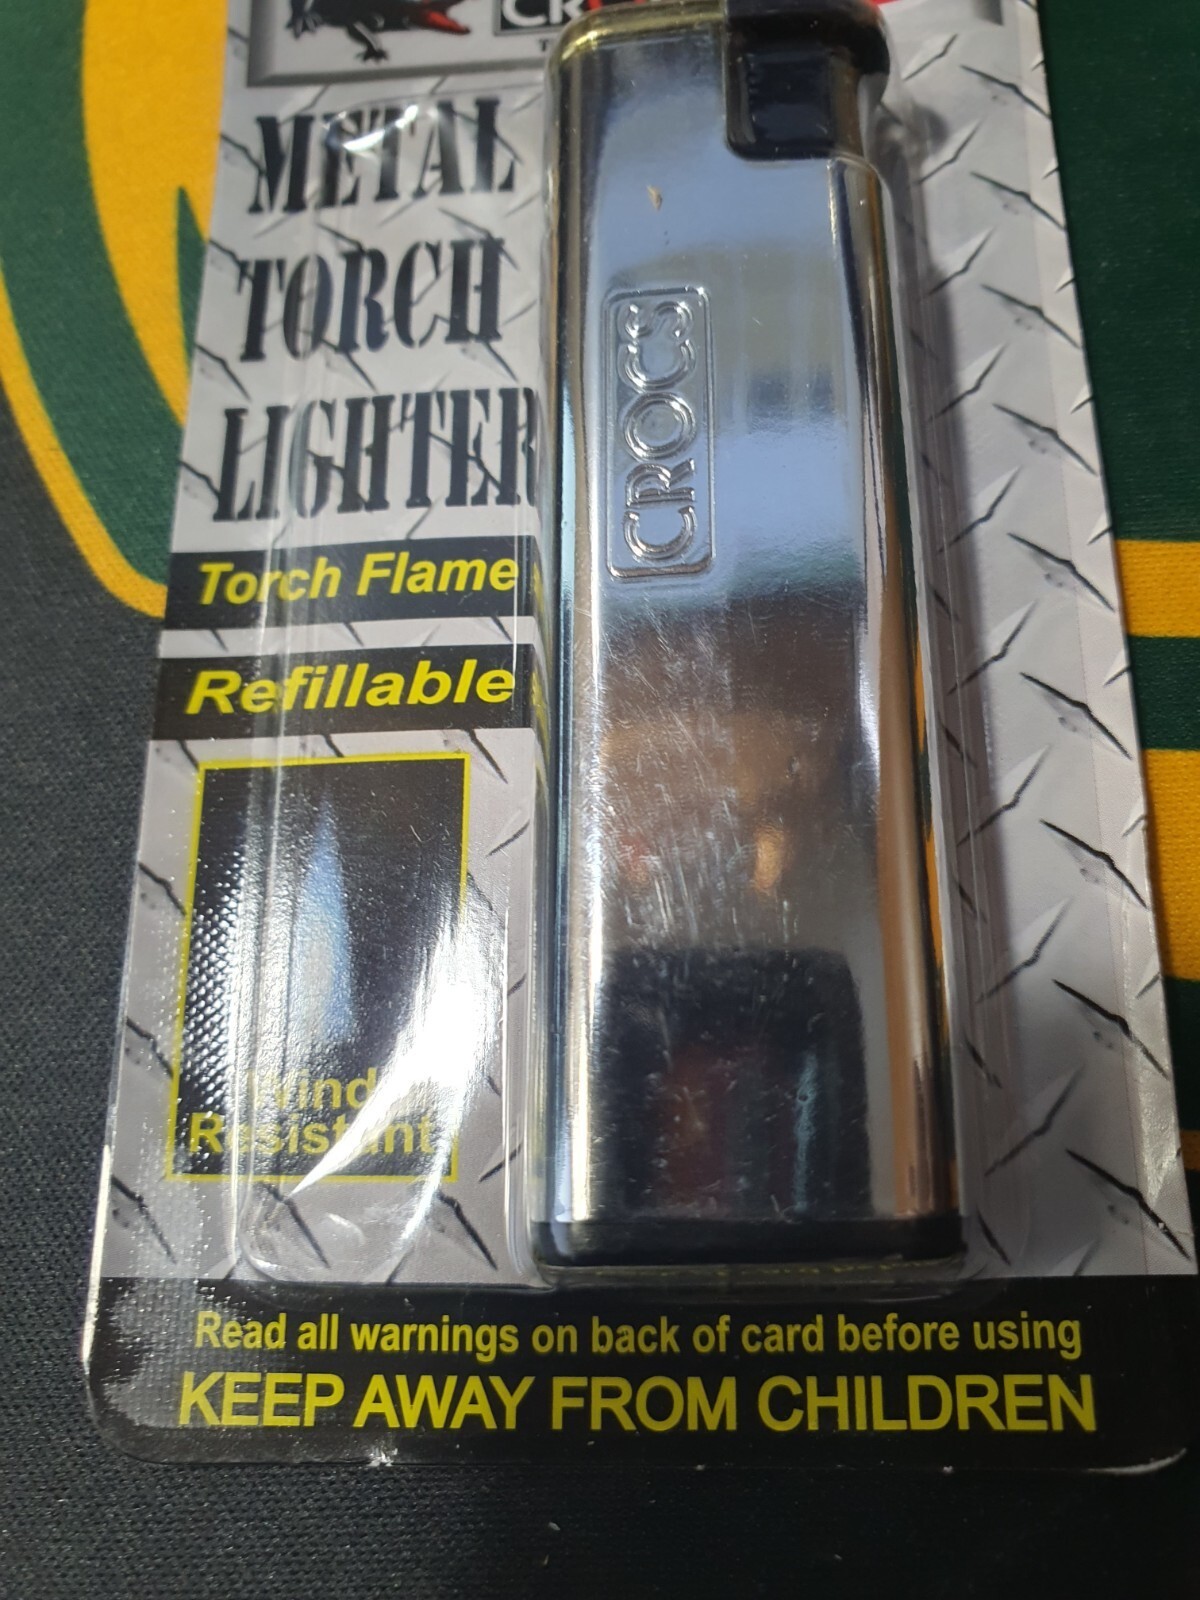 METAL
TORCH
LIGHTER
CROCS
Torch Flame
Refillable
Wind
Resistant
Read all warnings on back of card before using
KEEP AWAY FROM CHILDREN